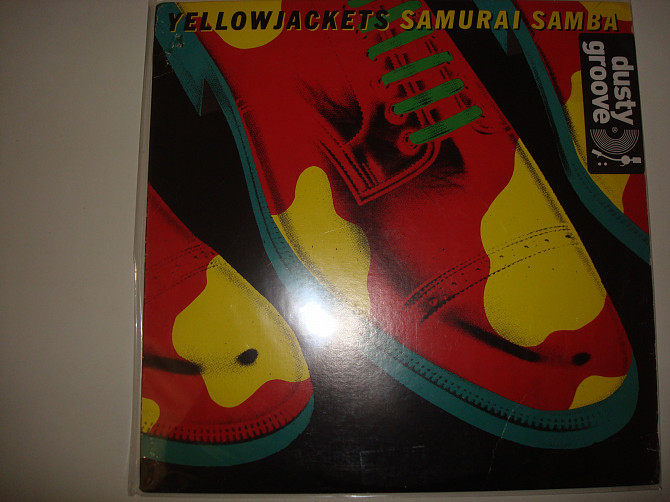 YELLOWJACKETS SAMURAI SAMBA
dusty
groove